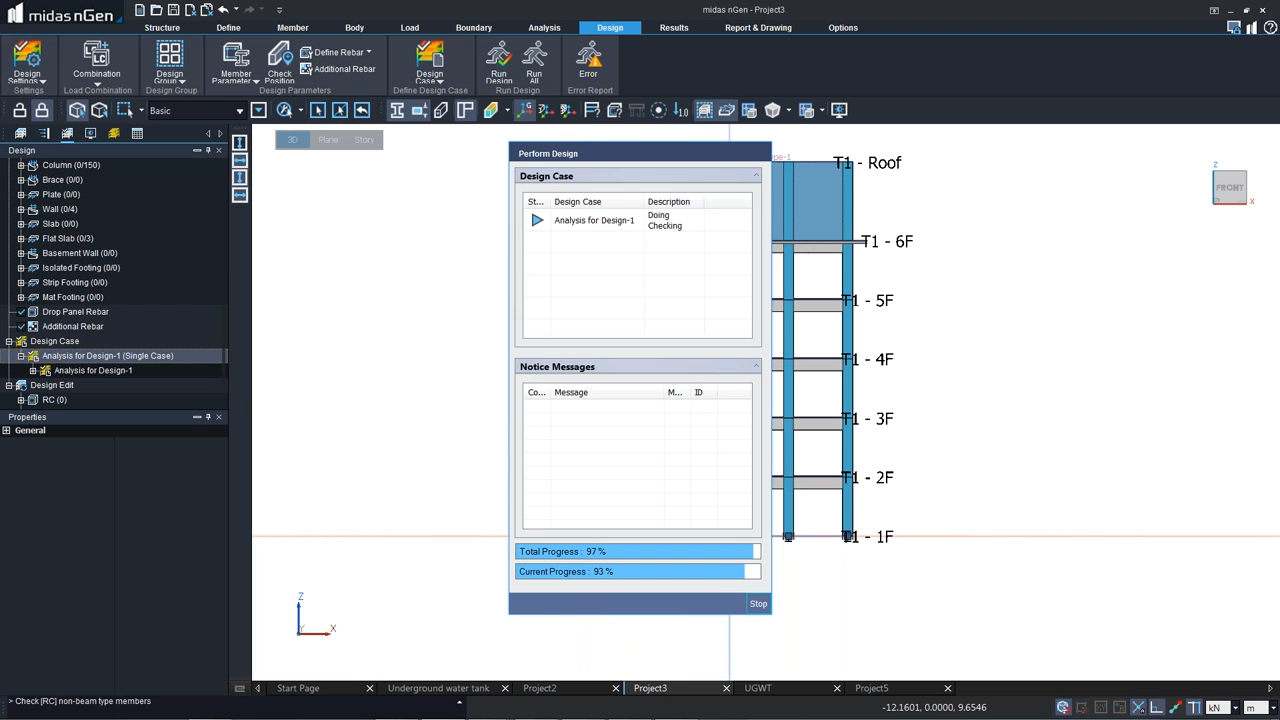 midas nGen
midas nGen - Project3
Structure Define Member Body Load Boundary Analysis Design Results Report & Drawing Options
Design Settings
Combination
Design Group
Member Parameter
Check Position
Define Rebar
Additional Rebar
Design Case
Run Design
Run All
Error
Settings Load Combination Design Group Design Parameters Define Design Case Run Design Error Report
Basic
Design
3D Plane Story
Column (0/150)
Brace (0/0)
Plate (0/0)
Wall (0/4)
Slab (0/0)
Flat Slab (0/3)
Basement Wall (0/0)
Isolated Footing (0/0)
Strip Footing (0/0)
Mat Footing (0/0)
Drop Panel Rebar
Additional Rebar
Design Case
Analysis for Design-1 (Single Case)
Analysis for Design-1
Design Edit
RC (0)
Properties
General
Perform Design
Design Case
St... Design Case Description
Analysis for Design-1 Doing Checking
Notice Messages
Co... Message M... ID
Total Progress : 97 %
Current Progress : 93 %
Stop
T1 - Roof
T1 - 6F
T1 - 5F
T1 - 4F
T1 - 3F
T1 - 2F
T1 - 1F
FRONT
Z
X
Z
Y
X
Start Page Underground water tank Project2 Project3 UGWT Project5
> Check [RC] non-beam type members
-12.1601, 0.0000, 9.6546
kN m